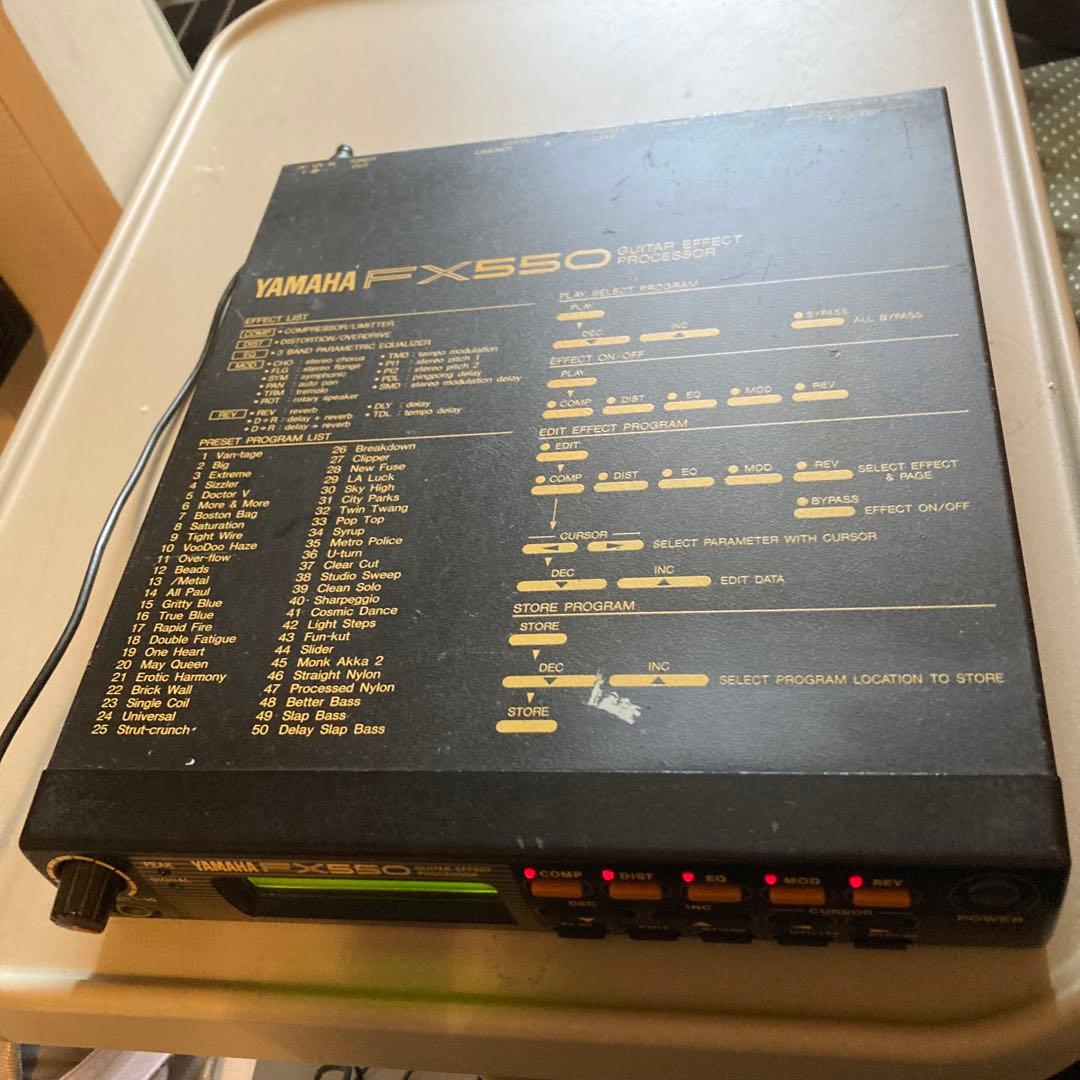 YAMAHA FX550 GUITAR EFFECT
PROCESSOR
EFFECT LIST
COMP • COMPRESSOR/LIMITTER
DIST • DISTORTION/OVERDRIVE
EQ • 3 BAND PARAMETRIC EQUALIZER
MOD • CHO : stereo chorus • TMO : tempo modulation
• FLG : stereo flange • PI1 : stereo pitch 1
• SYM : symphonic • PI2 : stereo pitch 2
• PAN : auto pan • PDL : pingpong delay
• TRM : tremolo • SMD : stereo modulation delay
• ROT : rotary speaker
REV • REV : reverb • DLY : delay
• D+R : delay + reverb • TDL : tempo delay
• D→R : delay → reverb
PRESET PROGRAM LIST
1 Van-tage
2 Big
3 Extreme
4 Sizzler
5 Doctor V
6 More & More
7 Boston Bag
8 Saturation
9 Tight Wire
10 VooDoo Haze
11 Over-flow
12 Beads
13 /Metal
14 All Paul
15 Gritty Blue
16 True Blue
17 Rapid Fire
18 Double Fatigue
19 One Heart
20 May Queen
21 Erotic Harmony
22 Brick Wall
23 Single Coil
24 Universal
25 Strut-crunch
26 Breakdown
27 Clipper
28 New Fuse
29 LA Luck
30 Sky High
31 City Parks
32 Twin Twang
33 Pop Top
34 Syrup
35 Metro Police
36 U-turn
37 Clear Cut
38 Studio Sweep
39 Clean Solo
40 Sharpeggio
41 Cosmic Dance
42 Light Steps
43 Fun-kut
44 Slider
45 Monk Akka 2
46 Straight Nylon
47 Processed Nylon
48 Better Bass
49 Slap Bass
50 Delay Slap Bass
PLAY SELECT PROGRAM
PLAY
DEC INC BYPASS ALL BYPASS
EFFECT ON/OFF
PLAY
COMP DIST EQ MOD REV
EDIT EFFECT PROGRAM
EDIT
COMP DIST EQ MOD REV SELECT EFFECT
& PAGE
BYPASS EFFECT ON/OFF
CURSOR SELECT PARAMETER WITH CURSOR
DEC INC EDIT DATA
STORE PROGRAM
STORE
DEC INC SELECT PROGRAM LOCATION TO STORE
STORE
PEAK YAMAHA FX550 GUITAR EFFECT
SIGNAL
COMP DIST EQ MOD REV
DEC INC CURSOR
POWER